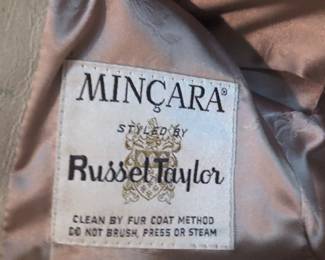 MINÇARA®
STYLED BY
Russel Taylor
CLEAN BY FUR COAT METHOD
DO NOT BRUSH, PRESS OR STEAM